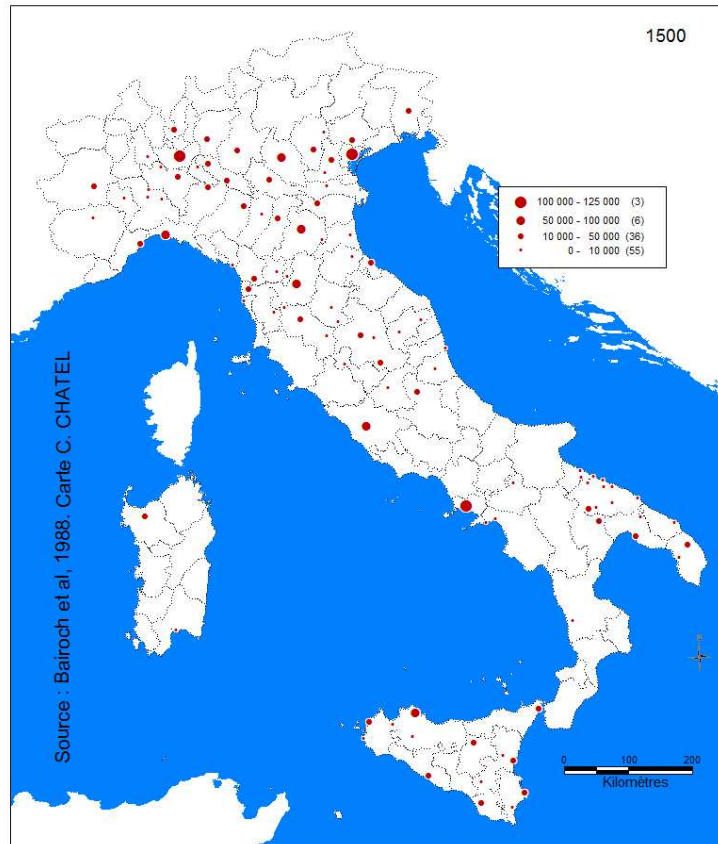 1500
100 000 - 125 000 (3)
50 000 - 100 000 (6)
10 000 - 50 000 (36)
0 - 10 000 (55)
Source : Bairoch et al, 1988. Carte C. CHATEL
0 100 200
Kilomètres